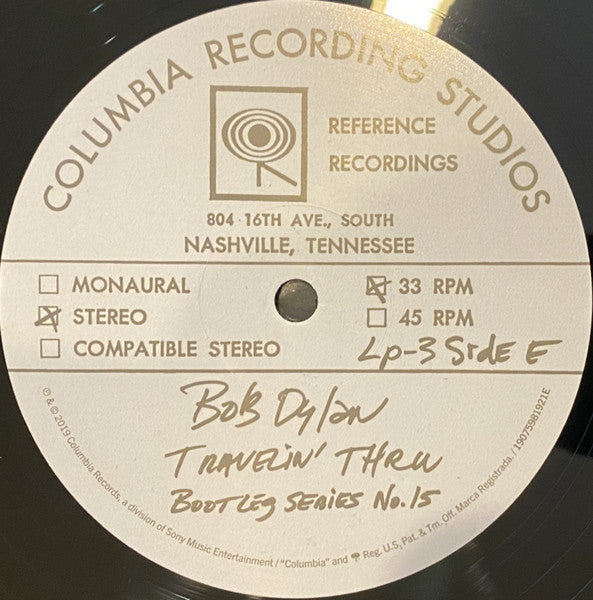 COLUMBIA RECORDING STUDIOS
REFERENCE
RECORDINGS
804 16TH AVE., SOUTH
NASHVILLE, TENNESSEE
MONAURAL
33 RPM
STEREO
45 RPM
COMPATIBLE STEREO
Lp-3 Side E
Bob Dylan
TRAVELIN' THRU
BOOTLEG SERIES No.15
℗ & © 2019 Columbia Records, a division of Sony Music Entertainment / "Columbia" and Reg. U.S, Pat. & Tm. Off. Marca Registrada. / 19075981921E